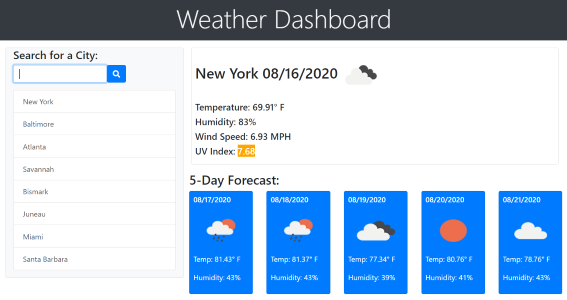 Weather Dashboard
Search for a City:
New York
Baltimore
Atlanta
Savannah
Bismark
Juneau
Miami
Santa Barbara
New York 08/16/2020
Temperature: 69.91° F
Humidity: 83%
Wind Speed: 6.93 MPH
UV Index: 7.68
5-Day Forecast:
08/17/2020
Temp: 81.43° F
Humidity: 43%
08/18/2020
Temp: 81.37° F
Humidity: 43%
08/19/2020
Temp: 77.34° F
Humidity: 39%
08/20/2020
Temp: 80.76° F
Humidity: 41%
08/21/2020
Temp: 78.76° F
Humidity: 43%